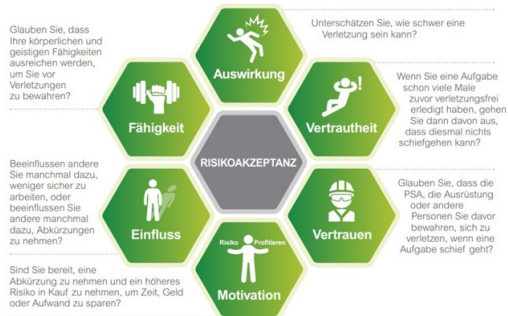 Glauben Sie, dass
Ihre körperlichen und
geistigen Fähigkeiten
ausreichen werden,
um Sie vor
Verletzungen
zu bewahren?
Unterschätzen Sie, wie schwer eine
Verletzung sein kann?
Auswirkung
Wenn Sie eine Aufgabe
schon viele Male
zuvor verletzungsfrei
erledigt haben, gehen
Sie dann davon aus,
dass diesmal nichts
schiefgehen kann?
Fähigkeit
Vertrautheit
RISIKOAKZEPTANZ
Beeinflussen andere
Sie manchmal dazu,
weniger sicher zu
arbeiten, oder
beeinflussen Sie
andere manchmal
dazu, Abkürzungen
zu nehmen?
Einfluss
Vertrauen
Glauben Sie, dass die
PSA, die Ausrüstung
oder andere
Personen Sie davor
bewahren, sich zu
verletzen, wenn eine
Aufgabe schief geht?
Risiko Profitieren
Motivation
Sind Sie bereit, eine
Abkürzung zu nehmen und ein höheres
Risiko in Kauf zu nehmen, um Zeit, Geld
oder Aufwand zu sparen?